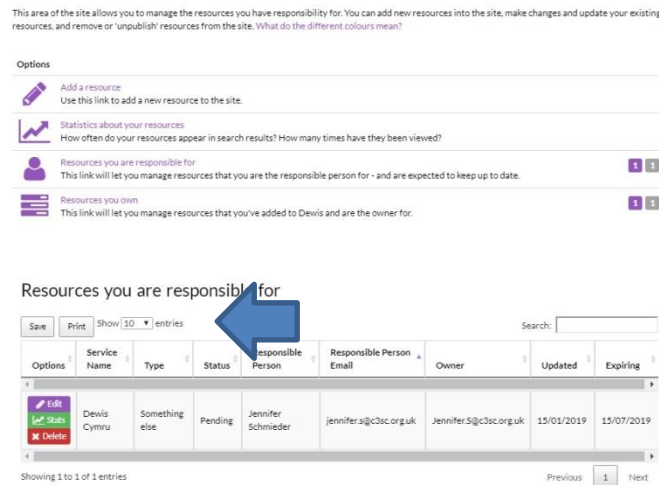 This area of the site allows you to manage the resources you have responsibility for. You can add new resources into the site, make changes and update your existing
resources, and remove or 'unpublish' resources from the site. What do the different colours mean?
Options
Add a resource
Use this link to add a new resource to the site.
Statistics about your resources
How often do your resources appear in search results? How many times have they been viewed?
Resources you are responsible for
This link will let you manage resources that you are the responsible person for - and are expected to keep up to date.
1 1
Resources you own
This link will let you manage resources that you've added to Dewis and are the owner for.
1 1
Resources you are responsible for
Save Print Show 10 entries Search:
Options Service Name Type Status Responsible Person Responsible Person Email Owner Updated Expiring
Edit
Stats
Delete
Dewis Cymru Something else Pending Jennifer Schmieder jennifer.s@c3sc.org.uk Jennifer.S@c3sc.org.uk 15/01/2019 15/07/2019
Showing 1 to 1 of 1 entries Previous 1 Next